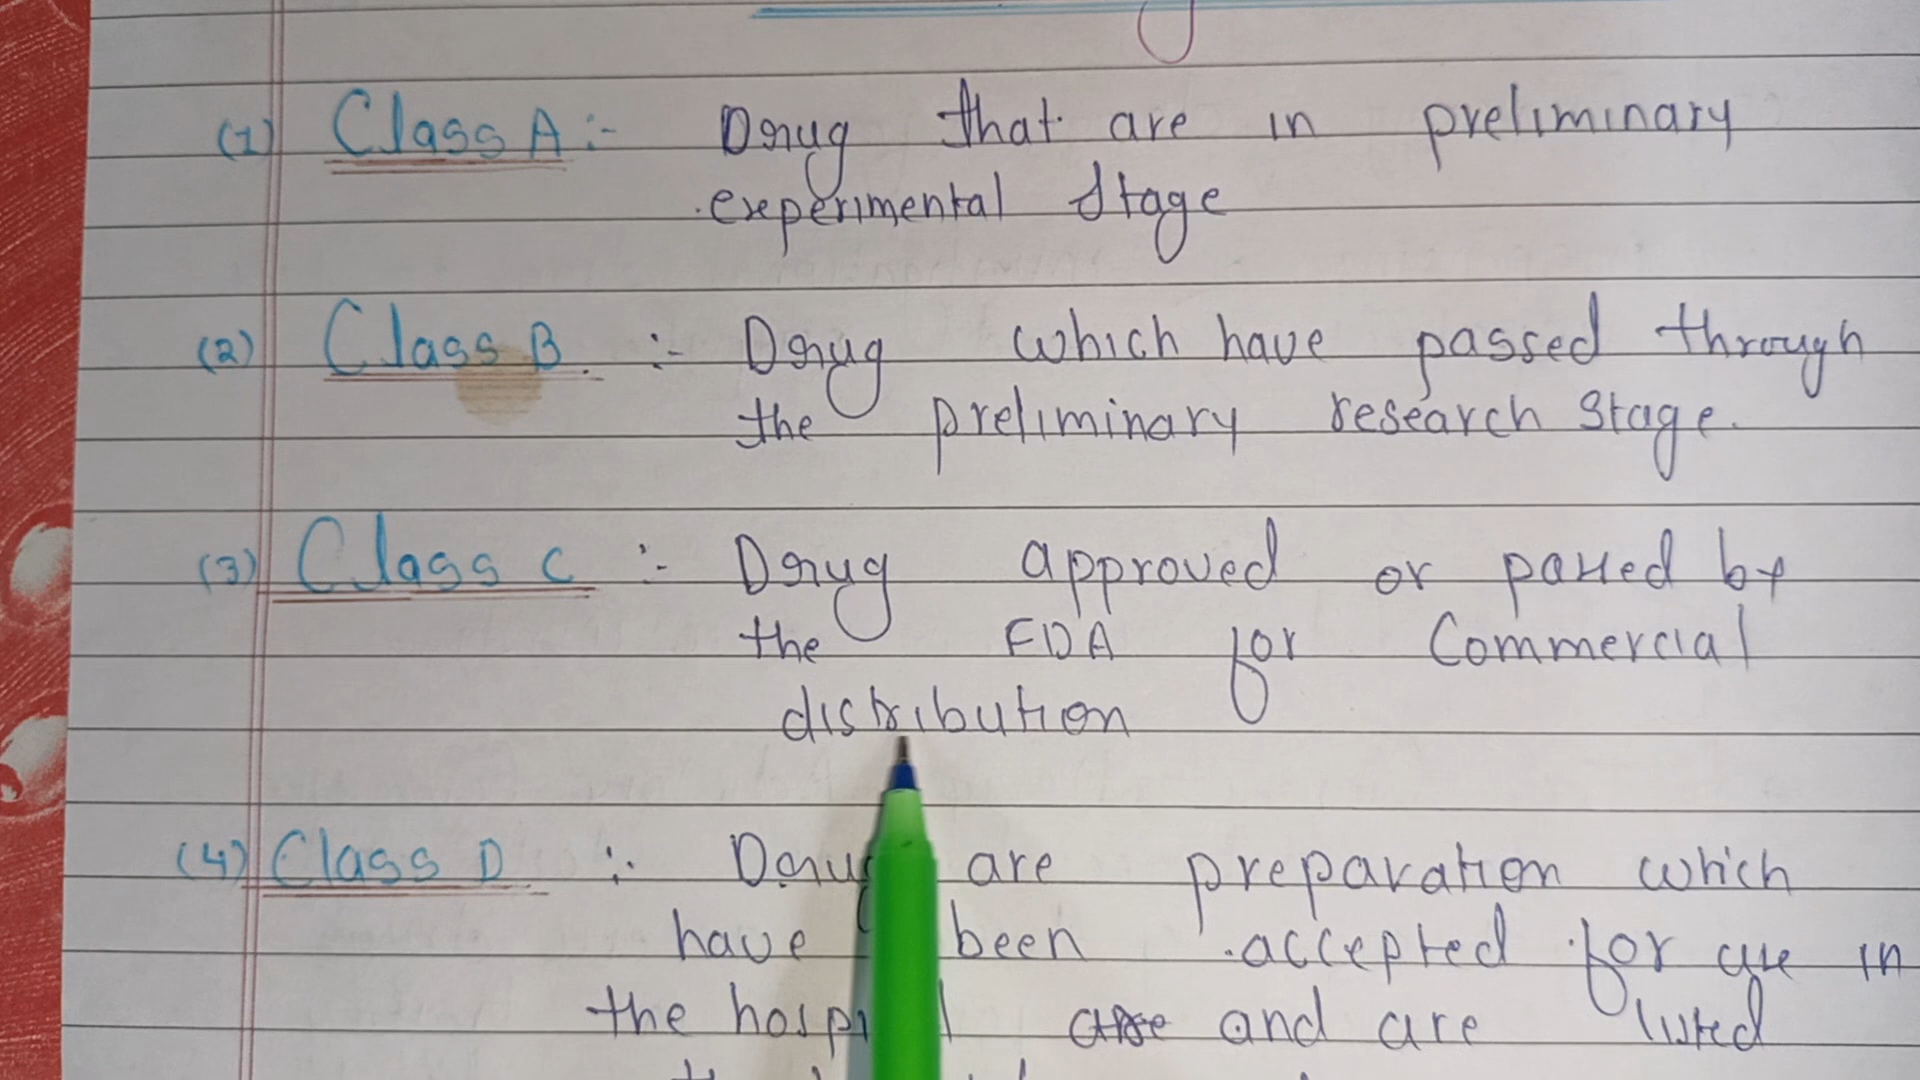 (1) Class A :- Drug that are in preliminary
experimental stage
(2) Class B. :- Drug which have passed through
the preliminary research stage.
(3) Class C :- Drug approved or passed by
the FDA for Commercial
distribution
(4) Class D :- Drug are preparation which
have been accepted for use in
the hospital and are listed